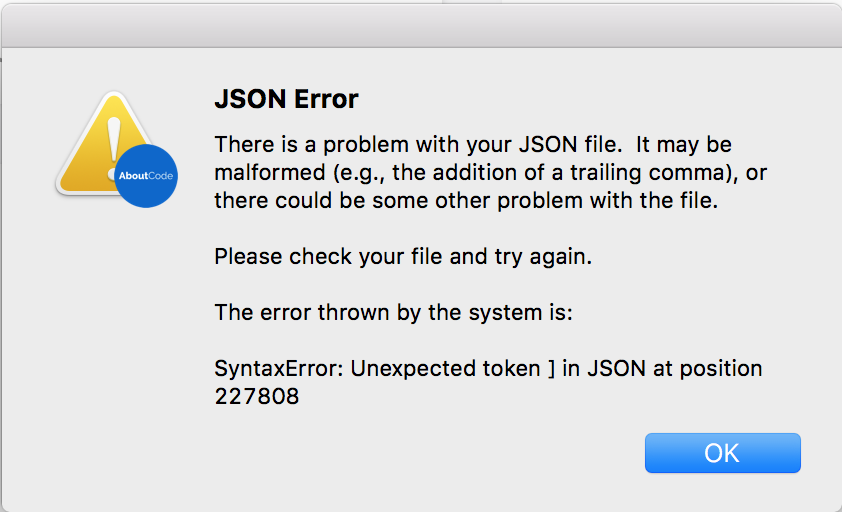 JSON Error
There is a problem with your JSON file.  It may be
malformed (e.g., the addition of a trailing comma), or
there could be some other problem with the file.
AboutCode
Please check your file and try again.
The error thrown by the system is:
SyntaxError: Unexpected token ] in JSON at position
227808
OK